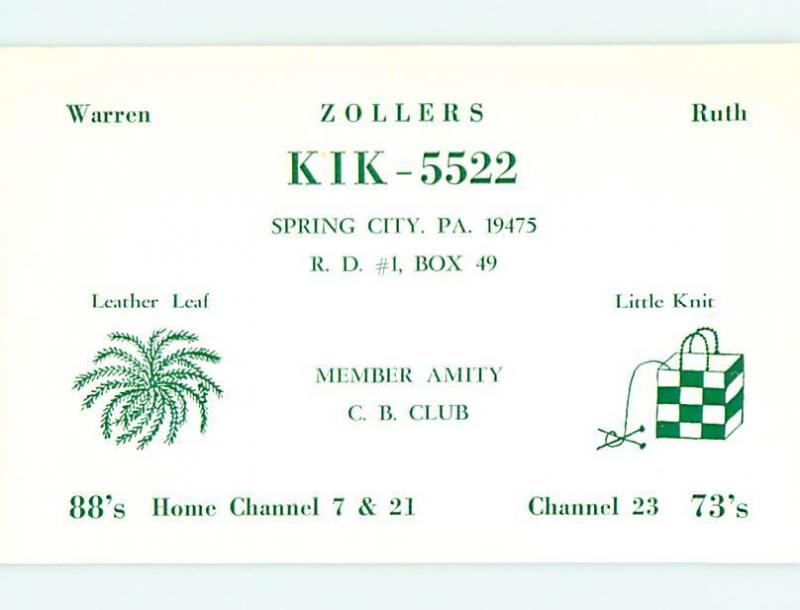 Warren ZOLLERS Ruth
KIK-5522
SPRING CITY. PA. 19475
R. D. #1, BOX 49
Leather Leaf Little Knit
MEMBER AMITY
C. B. CLUB
88's Home Channel 7 & 21 Channel 23 73's